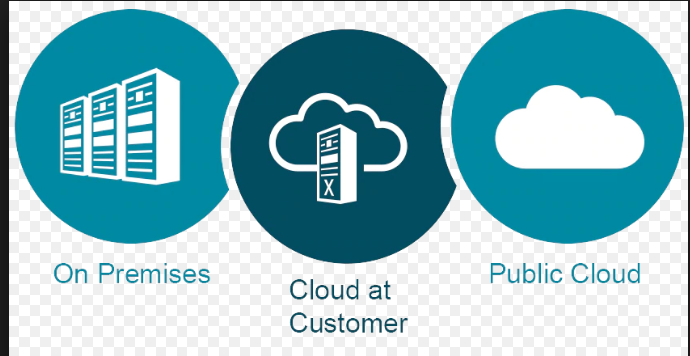 X
On Premises
Cloud at
Customer
Public Cloud